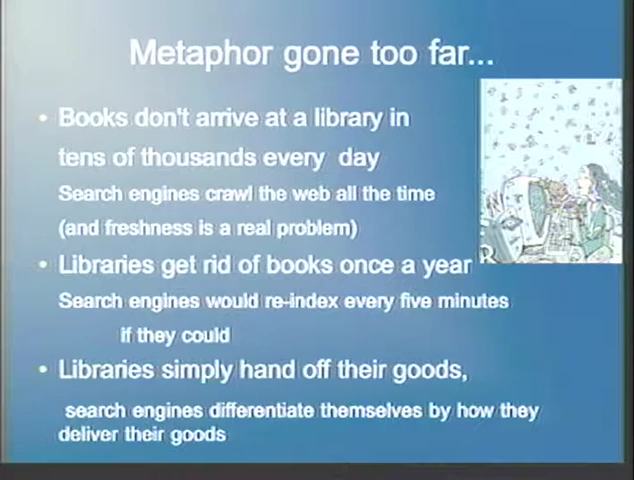 Metaphor gone too far...
• Books don't arrive at a library in
tens of thousands every day
Search engines crawl the web all the time
(and freshness is a real problem)
• Libraries get rid of books once a year
Search engines would re-index every five minutes
if they could
• Libraries simply hand off their goods,
search engines differentiate themselves by how they
deliver their goods